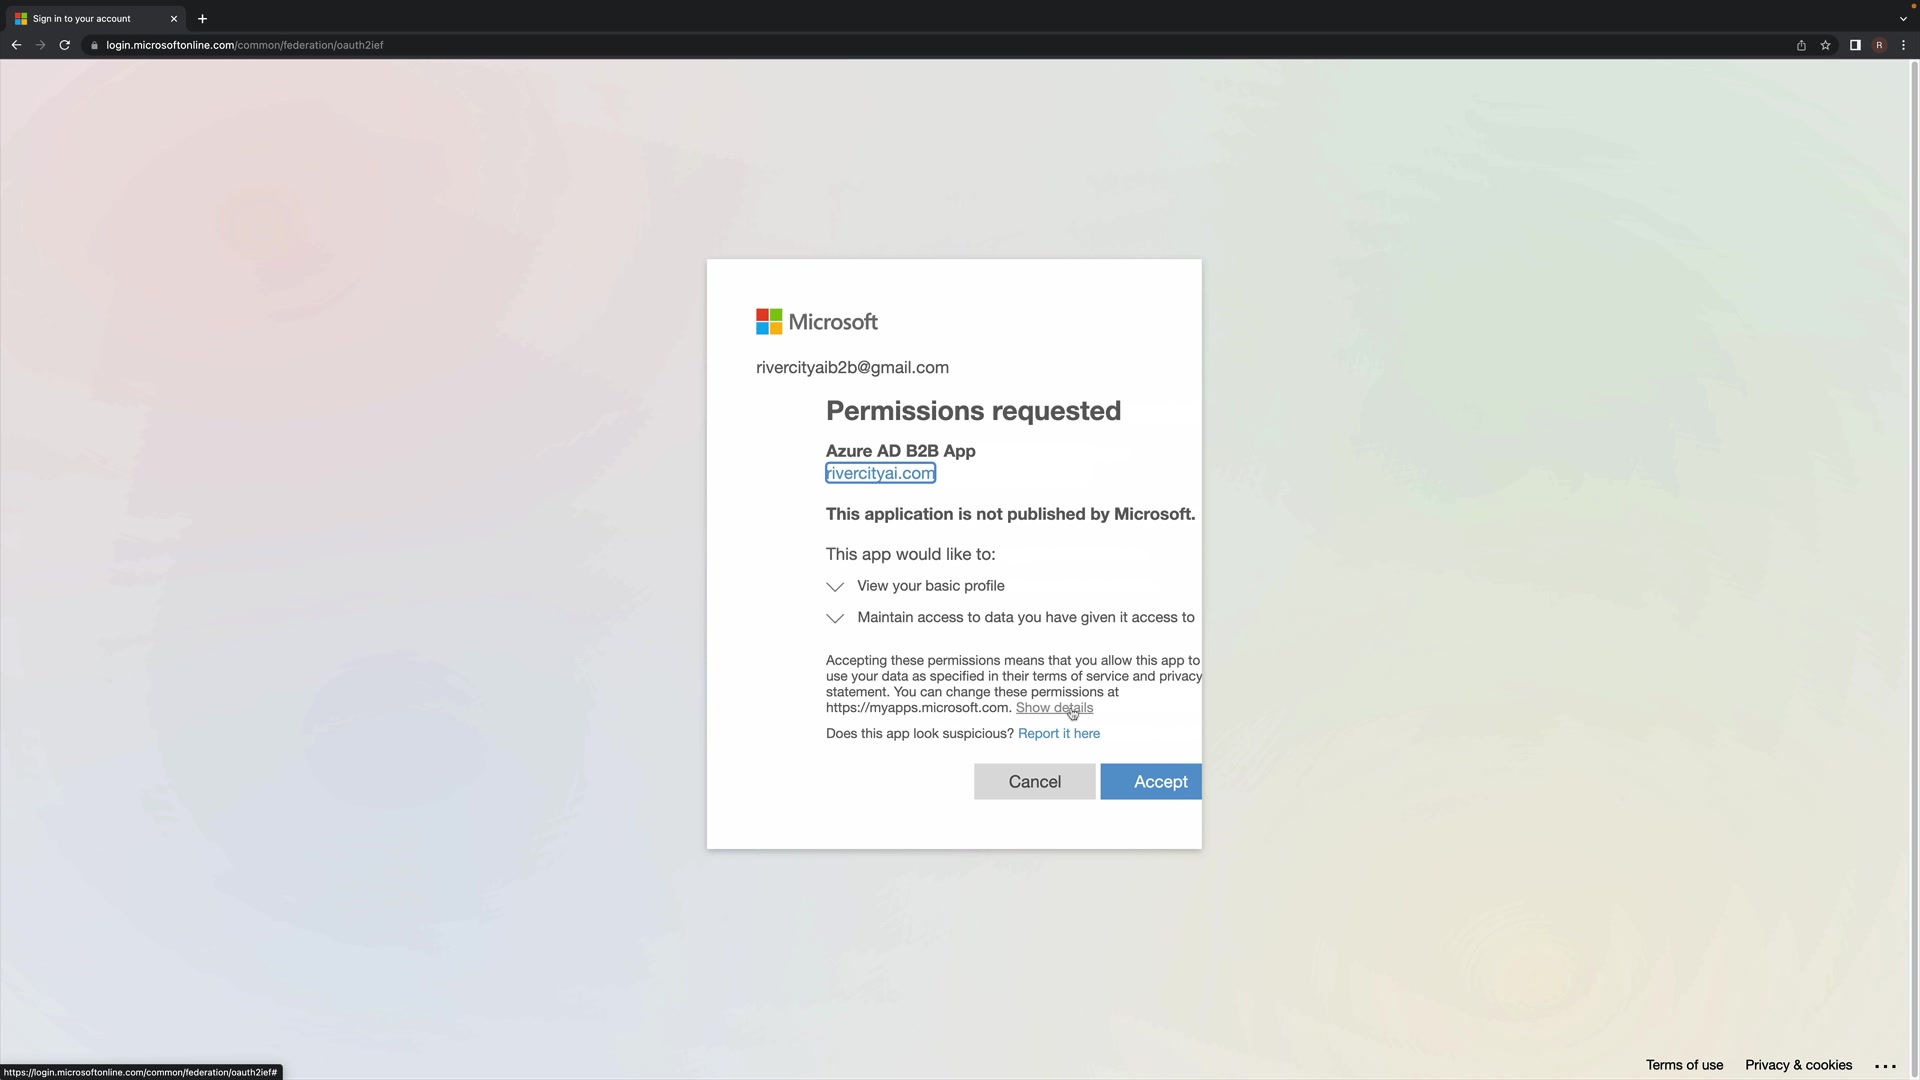 Sign in to your account
login.microsoftonline.com/common/federation/oauth2ief
R
Microsoft
rivercityaib2b@gmail.com
Permissions requested
Azure AD B2B App
rivercityai.com
This application is not published by Microsoft.
This app would like to:
View your basic profile
Maintain access to data you have given it access to
Accepting these permissions means that you allow this app to
use your data as specified in their terms of service and privacy
statement. You can change these permissions at
https://myapps.microsoft.com. Show details
Does this app look suspicious? Report it here
Cancel
Accept
Terms of use
Privacy & cookies
https://login.microsoftonline.com/common/federation/oauth2ief#